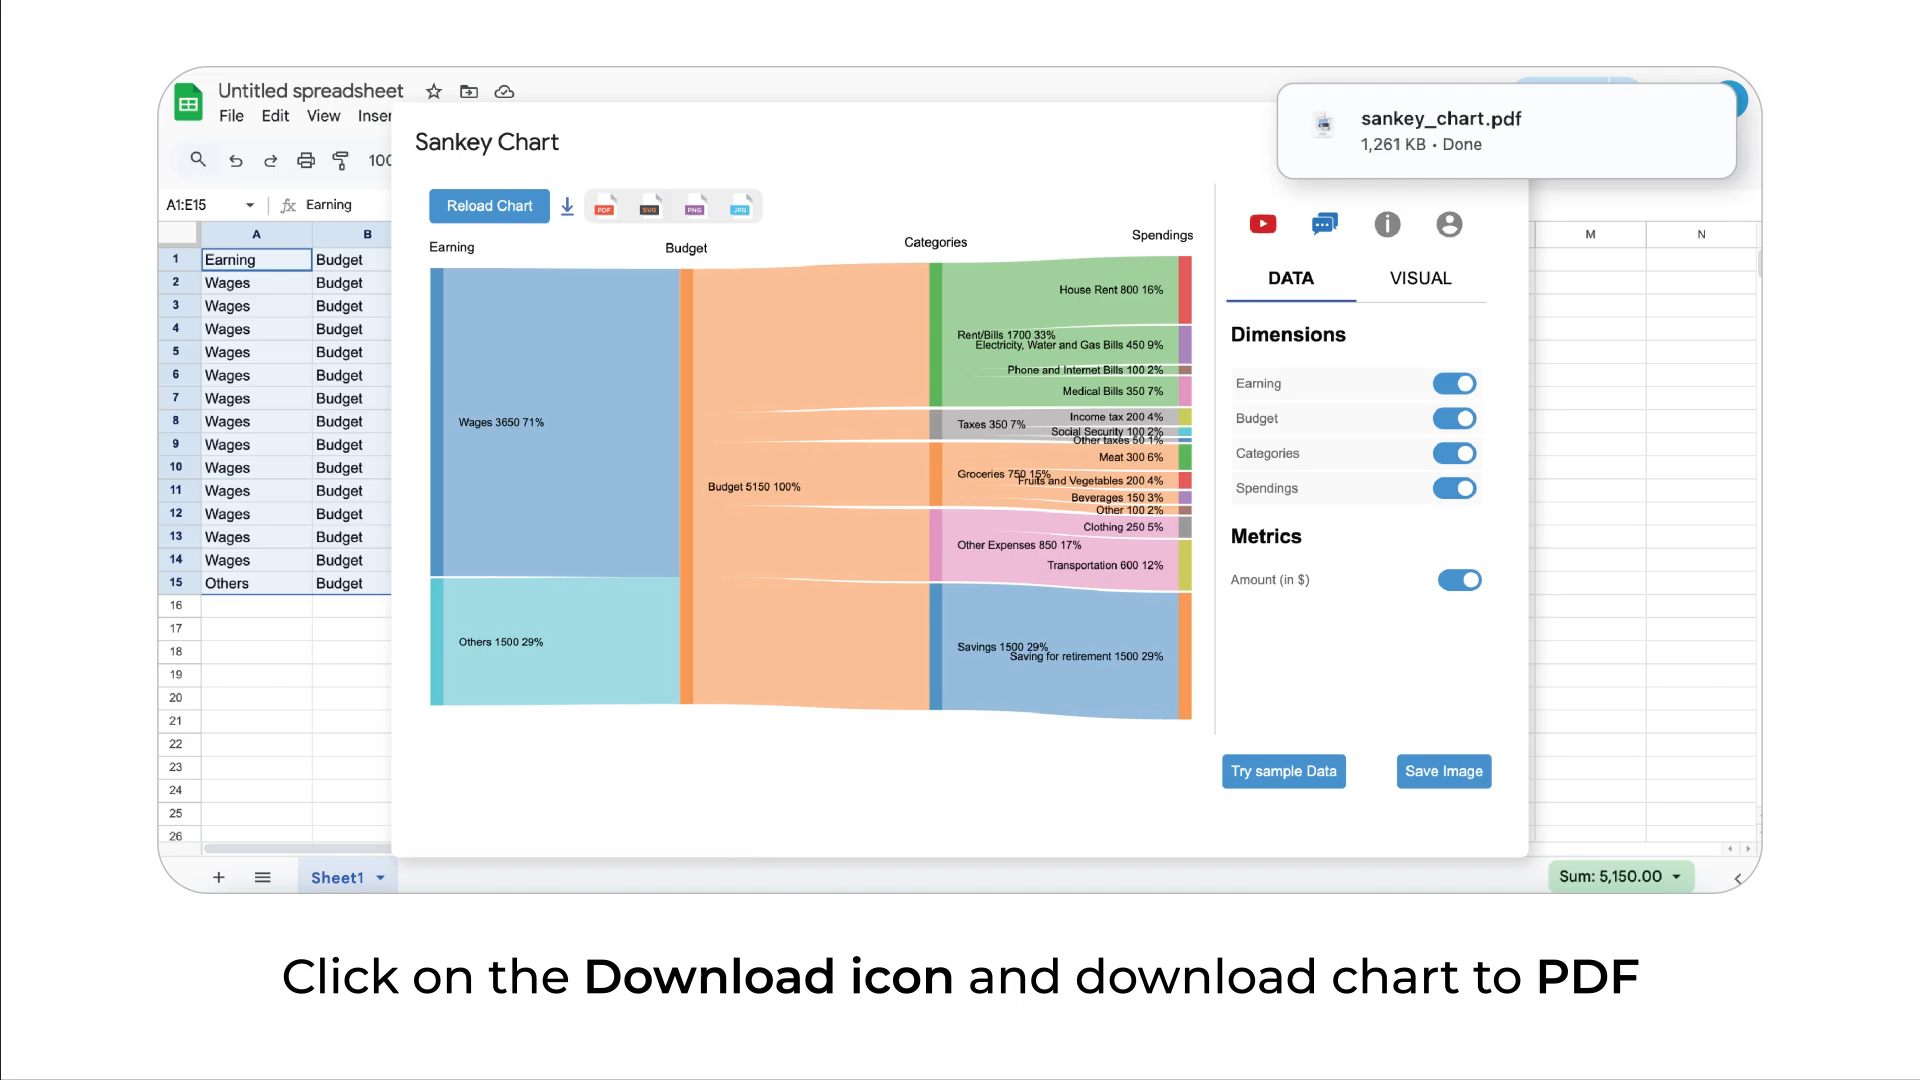 Untitled spreadsheet
File Edit View
Sankey Chart
sankey_chart.pdf
1,261 KB • Done
A1:E15
fx Earning
Reload Chart
PDF SVG PNG JPG
Earning
Budget
Categories
Spendings
DATA VISUAL
A B M N
1 Earning Budget
2 Wages Budget
3 Wages Budget
4 Wages Budget
5 Wages Budget
6 Wages Budget
7 Wages Budget
8 Wages Budget
9 Wages Budget
10 Wages Budget
11 Wages Budget
12 Wages Budget
13 Wages Budget
14 Wages Budget
15 Others Budget
16
17
18
19
20
21
22
23
24
25
26
Wages 3650 71%
Others 1500 29%
Budget 5150 100%
Rent/Bills 1700 33%
Taxes 350 7%
Groceries 750 15%
Other Expenses 850 17%
Savings 1500 29%
House Rent 800 16%
Electricity, Water and Gas Bills 450 9%
Phone and Internet Bills 100 2%
Medical Bills 350 7%
Income tax 200 4%
Social Security 100 2%
Other taxes 50 1%
Meat 300 6%
Fruits and Vegetables 200 4%
Beverages 150 3%
Other 100 2%
Clothing 250 5%
Transportation 600 12%
Saving for retirement 1500 29%
Dimensions
Earning
Budget
Categories
Spendings
Metrics
Amount (in $)
Try sample Data
Save Image
Sheet1
Sum: 5,150.00
Click on the Download icon and download chart to PDF